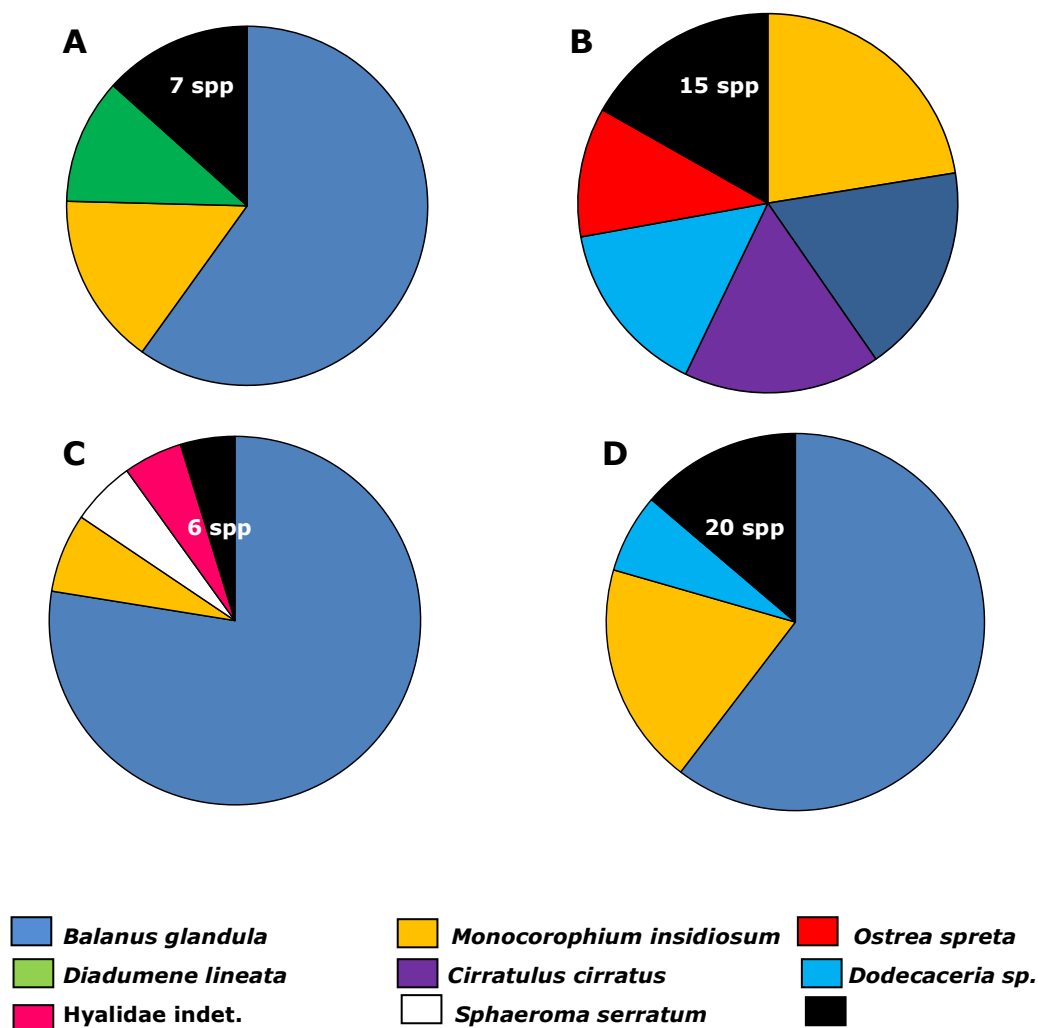 A
B
7 spp
15 spp
C
D
6 spp
20 spp
Balanus glandula
Monocorophium insidiosum
Ostrea spreta
Diadumene lineata
Cirratulus cirratus
Dodecaceria sp.
Hyalidae indet.
Sphaeroma serratum